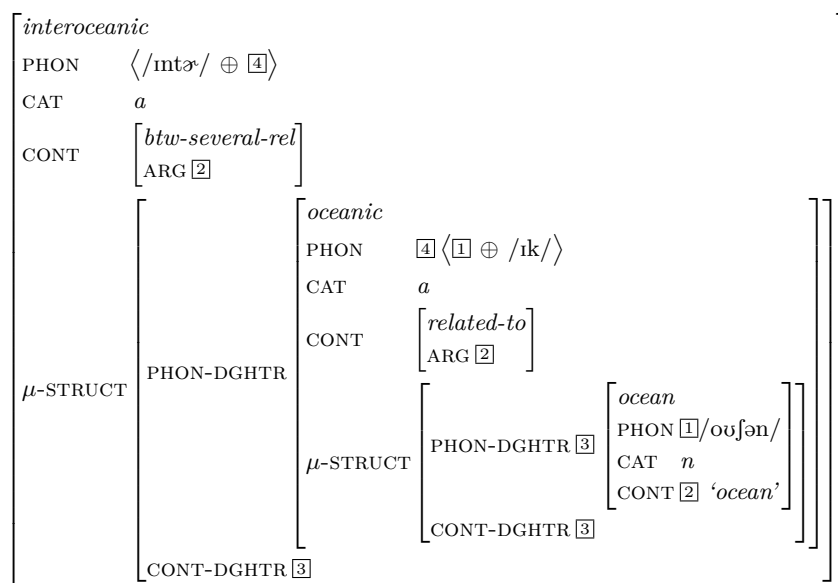 interoceanic
PHON ⟨/ɪntɚ/ ⊕ 4⟩
CAT a
CONT
btw-several-rel
ARG 2
μ-STRUCT
PHON-DGHTR
oceanic
PHON 4⟨1 ⊕ /ɪk/⟩
CAT a
CONT
related-to
ARG 2
μ-STRUCT
PHON-DGHTR 3
ocean
PHON 1/oʊʃən/
CAT n
CONT 2 ‘ocean’
CONT-DGHTR 3
CONT-DGHTR 3